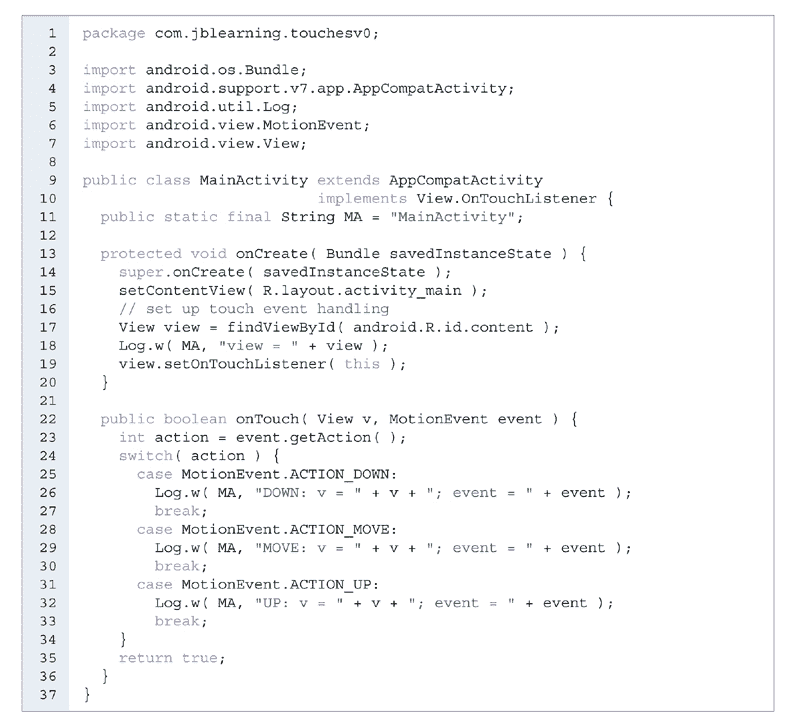 1 package com.jblearning.touchesv0;
2
3 import android.os.Bundle;
4 import android.support.v7.app.AppCompatActivity;
5 import android.util.Log;
6 import android.view.MotionEvent;
7 import android.view.View;
8
9 public class MainActivity extends AppCompatActivity
10                           implements View.OnTouchListener {
11   public static final String MA = "MainActivity";
12
13   protected void onCreate( Bundle savedInstanceState ) {
14     super.onCreate( savedInstanceState );
15     setContentView( R.layout.activity_main );
16     // set up touch event handling
17     View view = findViewById( android.R.id.content );
18     Log.w( MA, "view = " + view );
19     view.setOnTouchListener( this );
20   }
21
22   public boolean onTouch( View v, MotionEvent event ) {
23     int action = event.getAction( );
24     switch( action ) {
25       case MotionEvent.ACTION_DOWN:
26         Log.w( MA, "DOWN: v = " + v + "; event = " + event );
27         break;
28       case MotionEvent.ACTION_MOVE:
29         Log.w( MA, "MOVE: v = " + v + "; event = " + event );
30         break;
31       case MotionEvent.ACTION_UP:
32         Log.w( MA, "UP: v = " + v + "; event = " + event );
33         break;
34     }
35     return true;
36   }
37 }